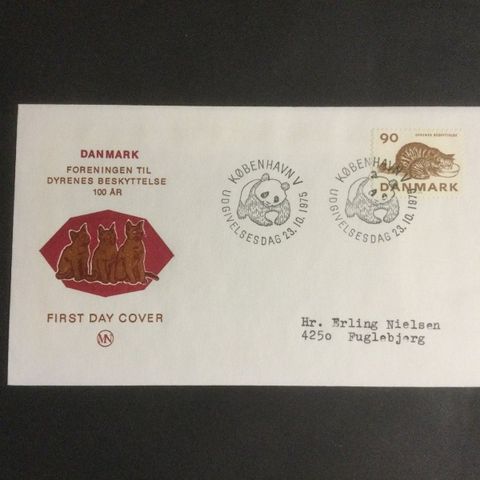 DANMARK
FORENINGEN TIL
DYRENES BESKYTTELSE
100 ÅR
FIRST DAY COVER
KØBENHAVN V
UDGIVELSESDAG 23.10.1975
KØBENHAVN V
UDGIVELSESDAG 23.10.1975
90 DYRENES BESKYTTELSE
DANMARK
Hr. Erling Nielsen
4250 Fuglebjerg